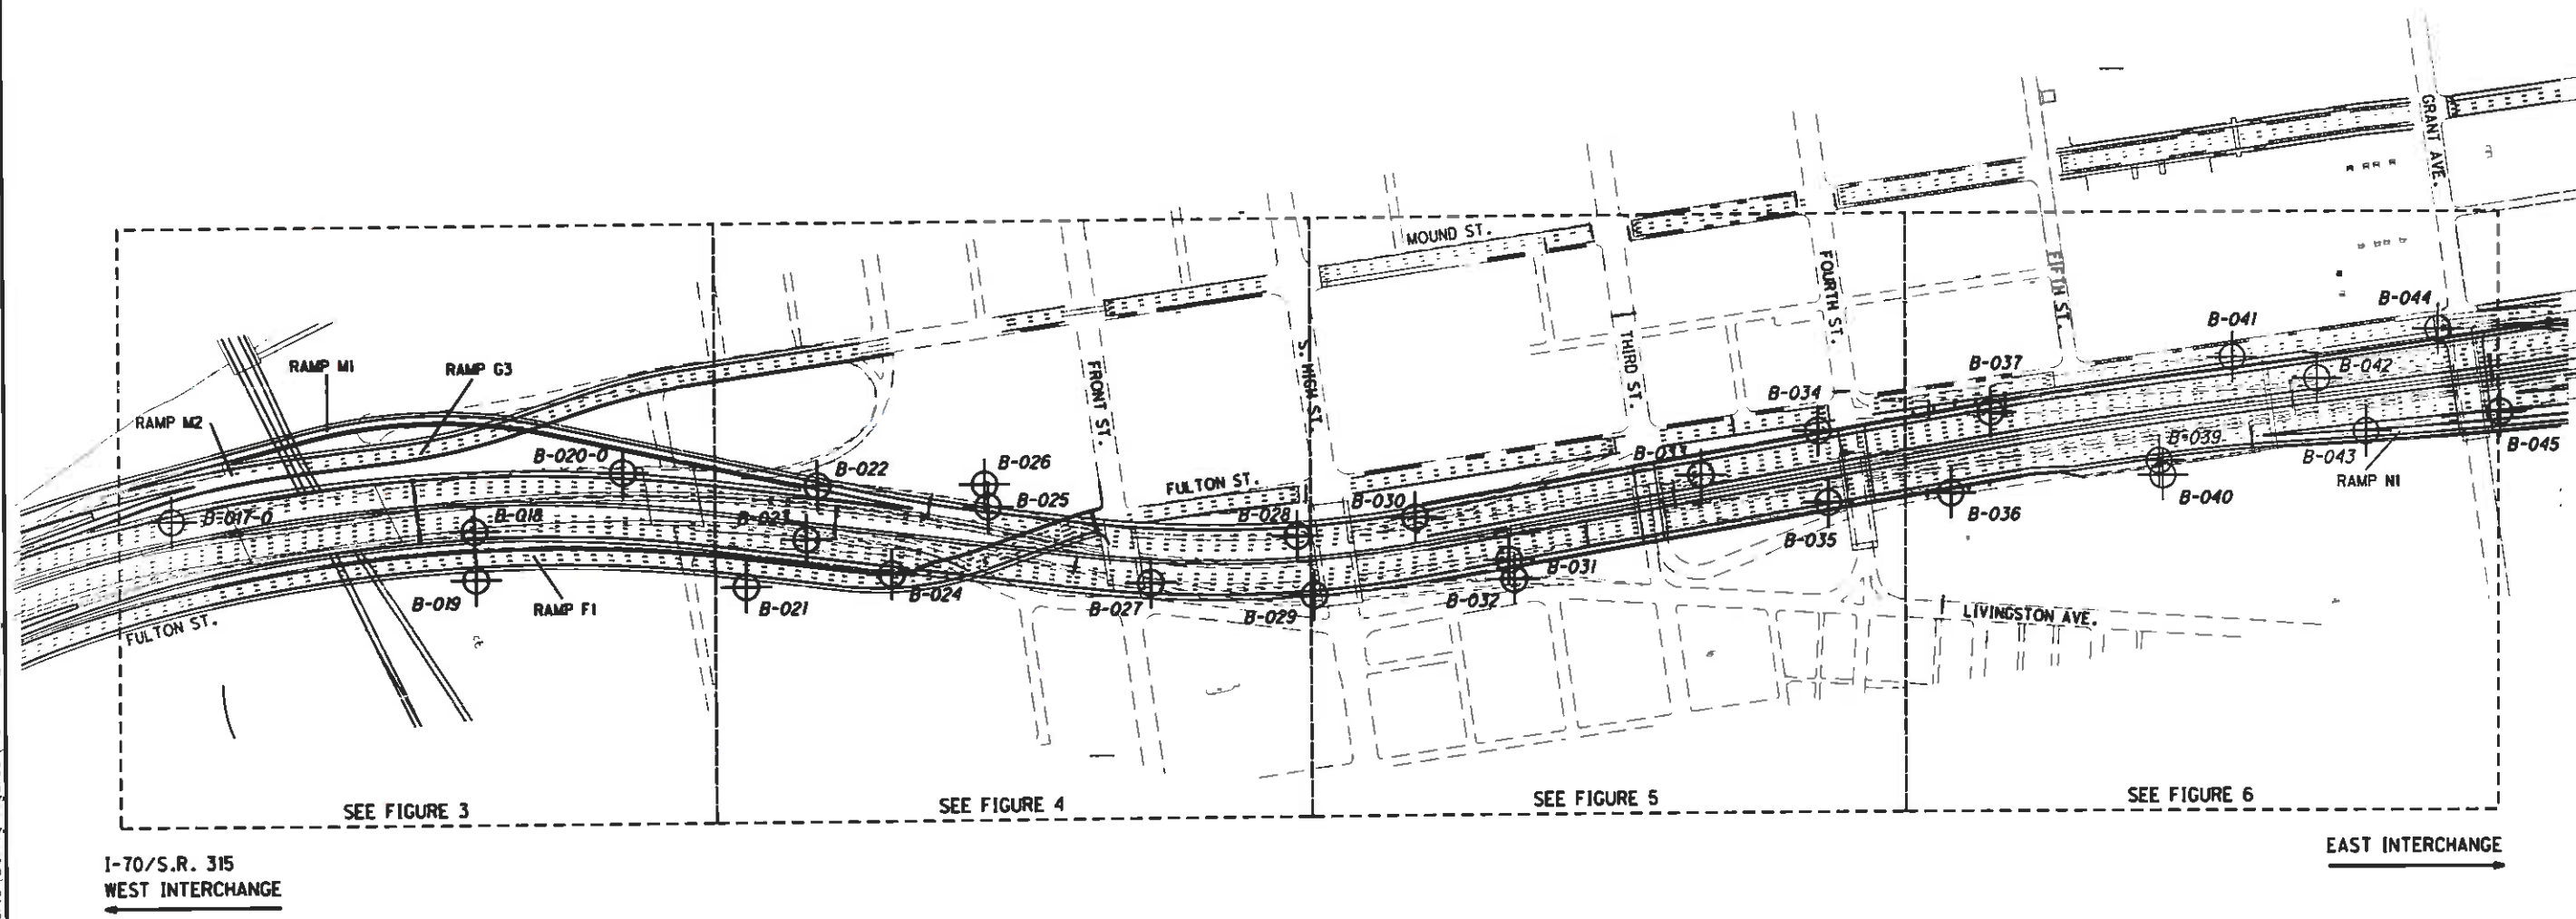 GRANT AVE.
MOUND ST.
FOURTH ST.
FIFTH ST.
B-044
B-041
THIRD ST.
S. HIGH ST.
FRONT ST.
B-037
B-042
RAMP M1
RAMP G3
B-034
RAMP M2
B-020-0
B-022
B-026
B-033
B-039
B-043
B-045
FULTON ST.
B-030
RAMP N1
B-025
B-040
B-017-0
B-018
B-023
B-028
B-036
B-035
B-031
B-019
RAMP F1
B-021
B-024
B-027
B-032
B-029
LIVINGSTON AVE.
FULTON ST.
SEE FIGURE 3
SEE FIGURE 4
SEE FIGURE 5
SEE FIGURE 6
I-70/S.R. 315
WEST INTERCHANGE
EAST INTERCHANGE